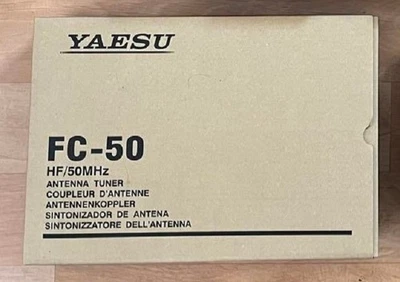 YAESU
FC-50
HF/50MHz
ANTENNA TUNER
COUPLEUR D'ANTENNE
ANTENNENKOPPLER
SINTONIZADOR DE ANTENA
SINTONIZZATORE DELL'ANTENNA